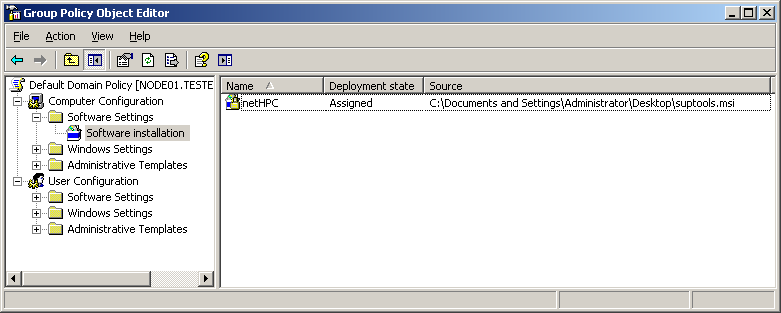 Group Policy Object Editor
File Action View Help
Default Domain Policy [NODE01.TESTE
Computer Configuration
Software Settings
Software installation
Windows Settings
Administrative Templates
User Configuration
Software Settings
Windows Settings
Administrative Templates
Name Deployment state Source
netHPC Assigned C:\Documents and Settings\Administrator\Desktop\suptools.msi